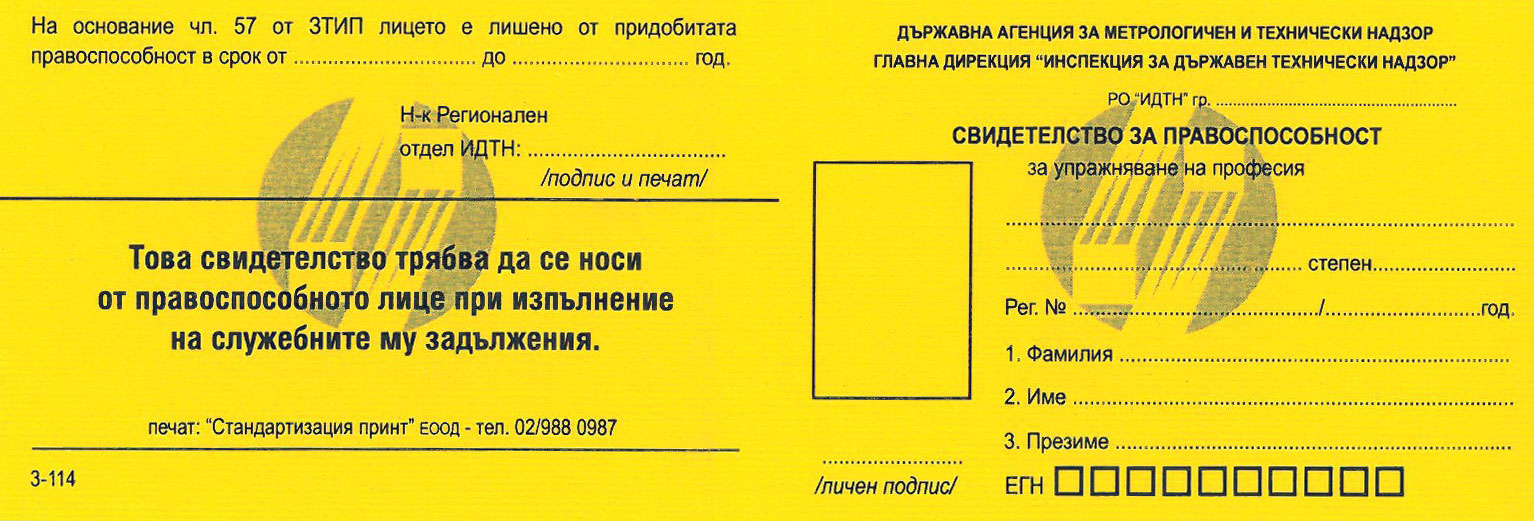 На основание чл. 57 от ЗТИП лицето е лишено от придобитата
правоспособност в срок от ................................ до ................................ год.
Н-к Регионален
отдел ИДТН: ...................................
/подпис и печат/
Това свидетелство трябва да се носи
от правоспособното лице при изпълнение
на служебните му задължения.
печат: “Стандартизация принт” ЕООД - тел. 02/988 0987
3-114
ДЪРЖАВНА АГЕНЦИЯ ЗА МЕТРОЛОГИЧЕН И ТЕХНИЧЕСКИ НАДЗОР
ГЛАВНА ДИРЕКЦИЯ “ИНСПЕКЦИЯ ЗА ДЪРЖАВЕН ТЕХНИЧЕСКИ НАДЗОР”
РО “ИДТН” гр. ................................................
СВИДЕТЕЛСТВО ЗА ПРАВОСПОСОБНОСТ
за упражняване на професия
................................................................................
.............................................. степен.........................
Рег. № ........................................../...........................год.
1. Фамилия ................................................................
2. Име ........................................................................
3. Презиме ................................................................
/личен подпис/
ЕГН □□□□□□□□□□